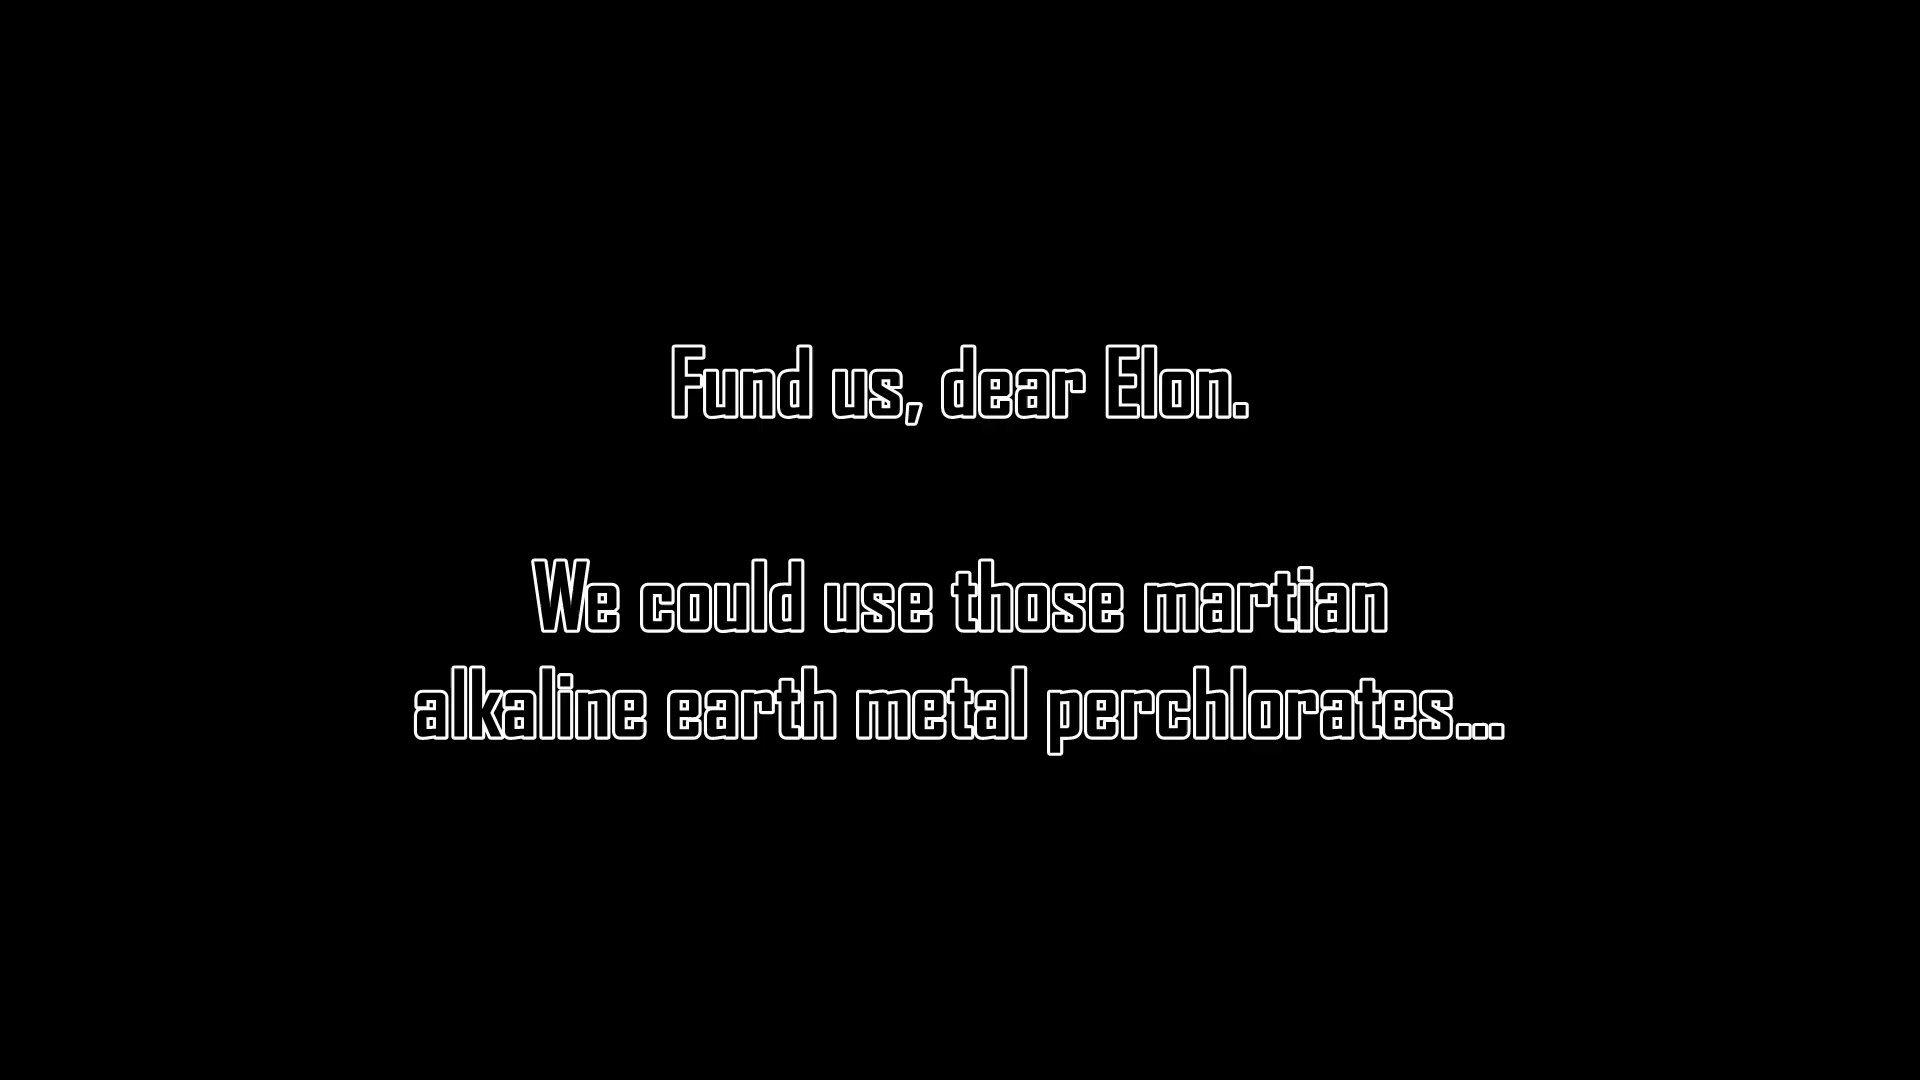 Fund us, dear Elon.
We could use those martian
alkaline earth metal perchlorates...